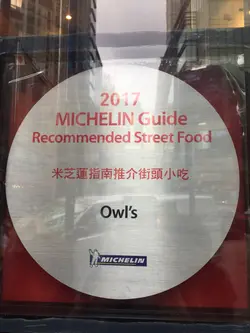 2017
MICHELIN Guide
Recommended Street Food
米芝蓮指南推介街頭小吃
Owl's
MICHELIN